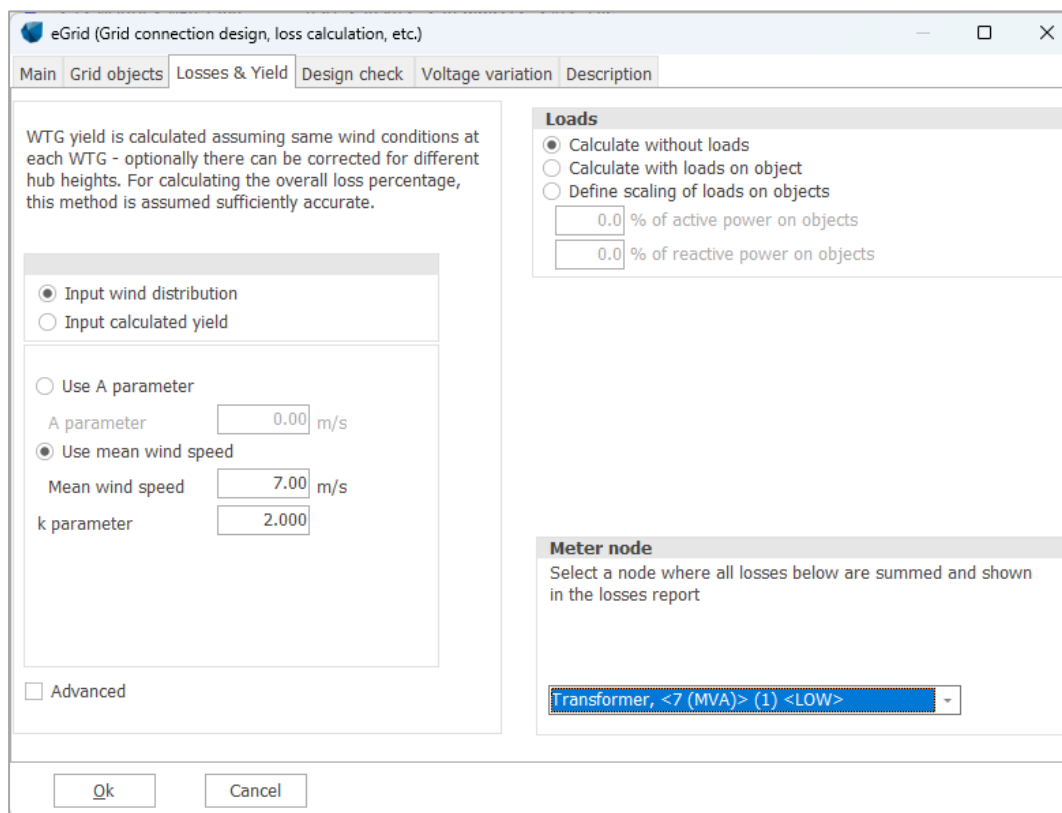 eGrid (Grid connection design, loss calculation, etc.)
Main Grid objects Losses & Yield Design check Voltage variation Description
WTG yield is calculated assuming same wind conditions at
each WTG - optionally there can be corrected for different
hub heights. For calculating the overall loss percentage,
this method is assumed sufficiently accurate.
Input wind distribution
Input calculated yield
Use A parameter
A parameter 0.00 m/s
Use mean wind speed
Mean wind speed 7.00 m/s
k parameter 2.000
Advanced
Loads
Calculate without loads
Calculate with loads on object
Define scaling of loads on objects
0.0 % of active power on objects
0.0 % of reactive power on objects
Meter node
Select a node where all losses below are summed and shown
in the losses report
Transformer, <7 (MVA)> (1) <LOW>
Ok Cancel